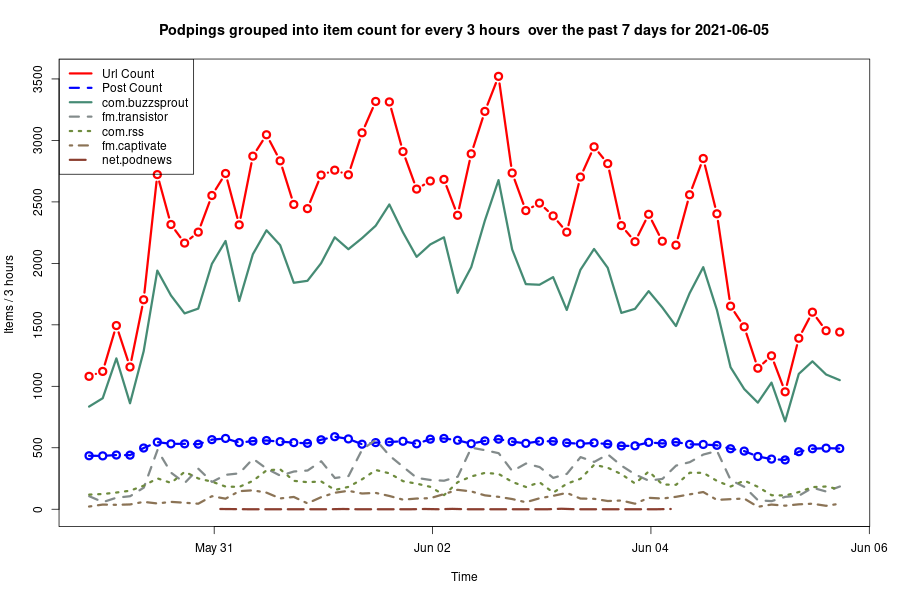 Podpings grouped into item count for every 3 hours  over the past 7 days for 2021-06-05
Items / 3 hours
3500
3000
2500
2000
1500
1000
500
0
Url Count
Post Count
com.buzzsprout
fm.transistor
com.rss
fm.captivate
net.podnews
May 31
Jun 02
Jun 04
Jun 06
Time